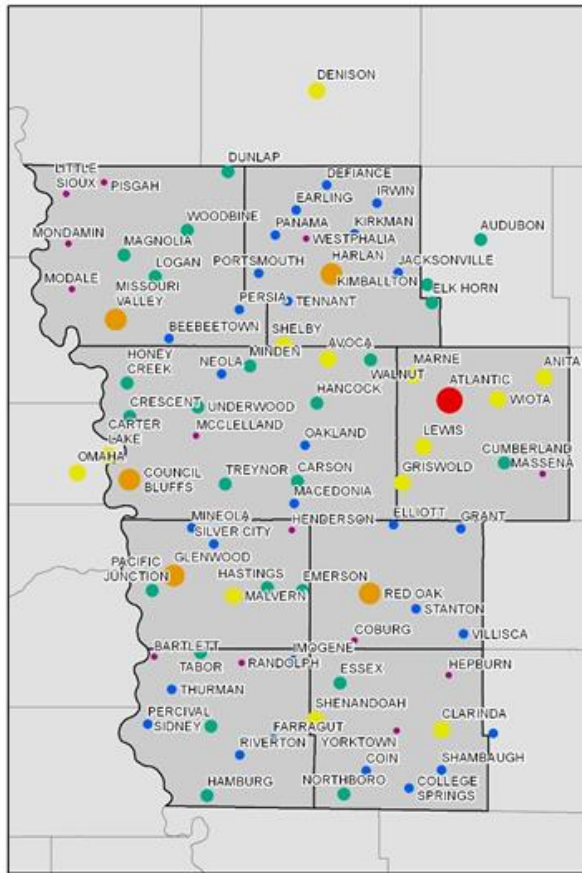 DENISON
DUNLAP
LITTLE
SIOUX
PISGAH
DEFIANCE
EARLING
IRWIN
WOODBINE
PANAMA
KIRKMAN
AUDUBON
MONDAMIN
WESTPHALIA
MAGNOLIA
HARLAN
LOGAN
PORTSMOUTH
JACKSONVILLE
MODALE
KIMBALLTON
MISSOURI
VALLEY
ELK HORN
PERSIA
TENNANT
BEEBEETOWN
SHELBY
AVOCA
HONEY
CREEK
NEOLA
MINDEN
WALNUT
MARNE
ANITA
ATLANTIC
HANCOCK
WIOTA
CRESCENT
UNDERWOOD
CARTER
LAKE
MCCLELLAND
OAKLAND
LEWIS
CUMBERLAND
OMAHA
COUNCIL
BLUFFS
TREYNOR
CARSON
GRISWOLD
MASSENA
MACEDONIA
MINEOLA
SILVER CITY
HENDERSON
ELLIOTT
GRANT
PACIFIC
JUNCTION
GLENWOOD
HASTINGS
EMERSON
MALVERN
RED OAK
STANTON
COBURG
VILLISCA
BARTLETT
IMOGENE
TABOR
RANDOLPH
ESSEX
HEPBURN
THURMAN
SHENANDOAH
PERCIVAL
SIDNEY
FARRAGUT
CLARINDA
YORKTOWN
RIVERTON
COIN
SHAMBAUGH
HAMBURG
NORTHBORO
COLLEGE
SPRINGS